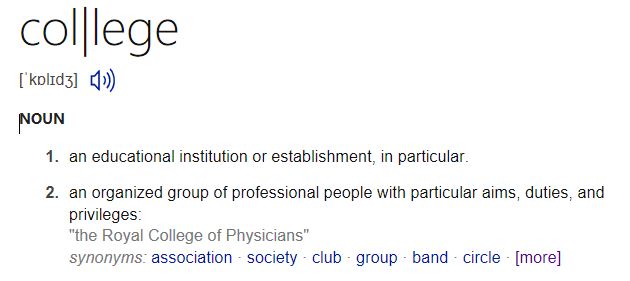 col|lege
[ˈkɒlɪdʒ]
NOUN
1. an educational institution or establishment, in particular.
2. an organized group of professional people with particular aims, duties, and
privileges:
"the Royal College of Physicians"
synonyms: association · society · club · group · band · circle · [more]